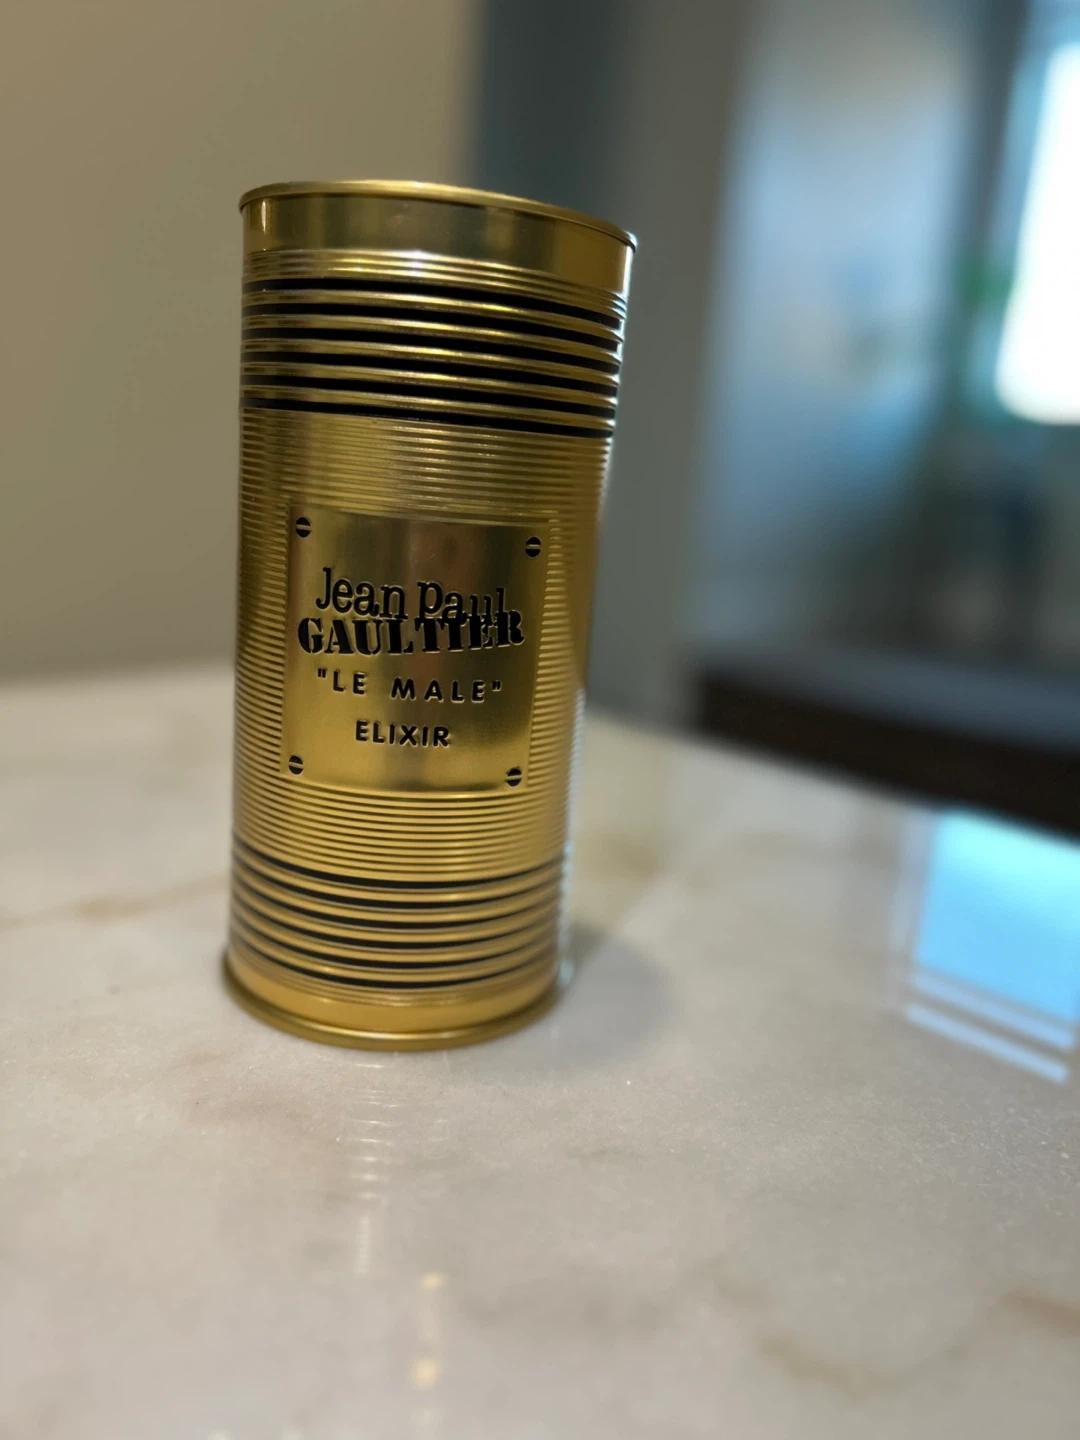 Jean Paul
GAULTIER
"LE MALE"
ELIXIR